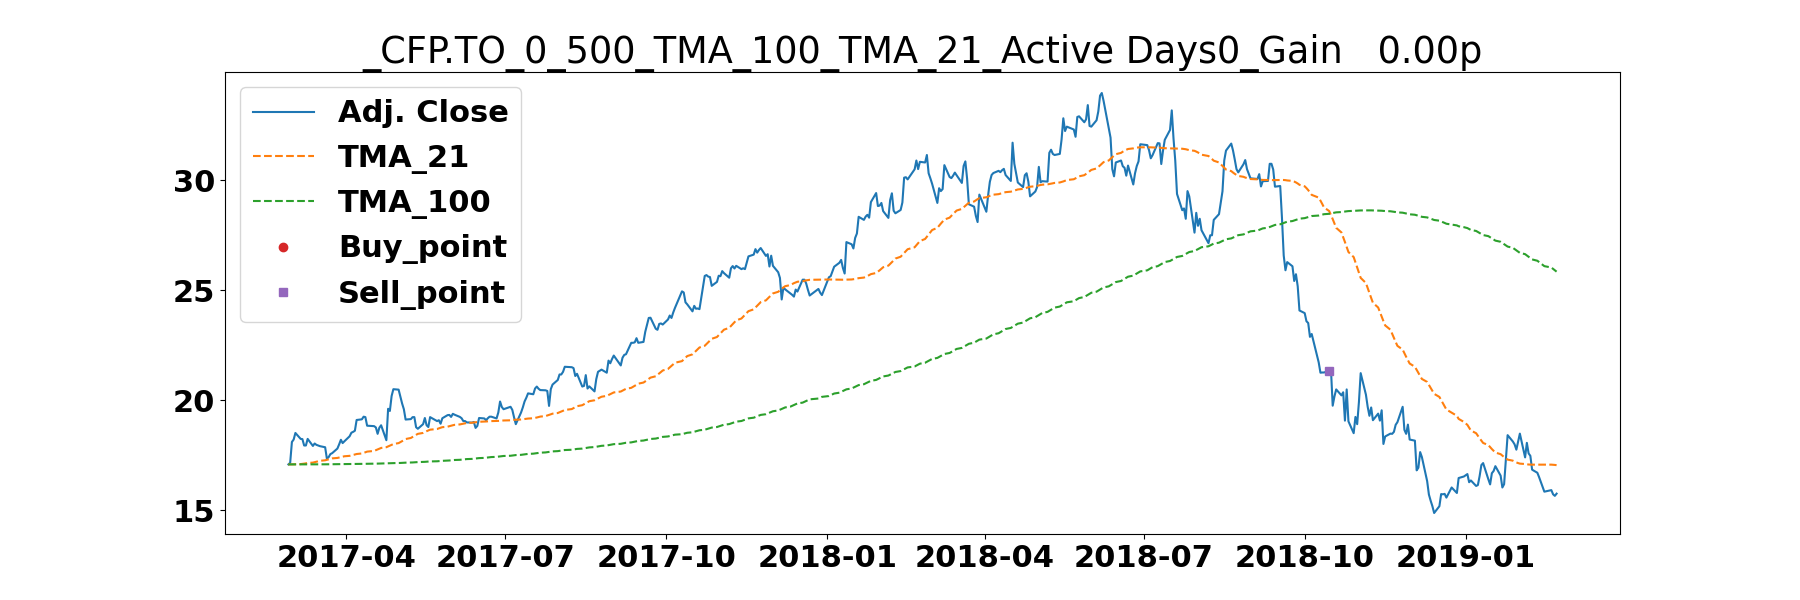 _CFP.TO_0_500_TMA_100_TMA_21_Active Days0_Gain   0.00p
Adj. Close
TMA_21
TMA_100
Buy_point
Sell_point
30
25
20
15
2017-04 2017-07 2017-10 2018-01 2018-04 2018-07 2018-10 2019-01